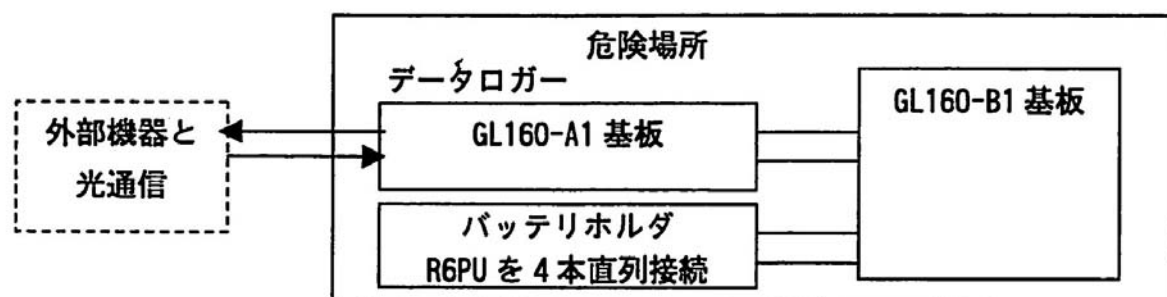 危険場所
データロガー
外部機器と
光通信
GL160-A1 基板
GL160-B1 基板
バッテリホルダ
R6PU を 4 本直列接続